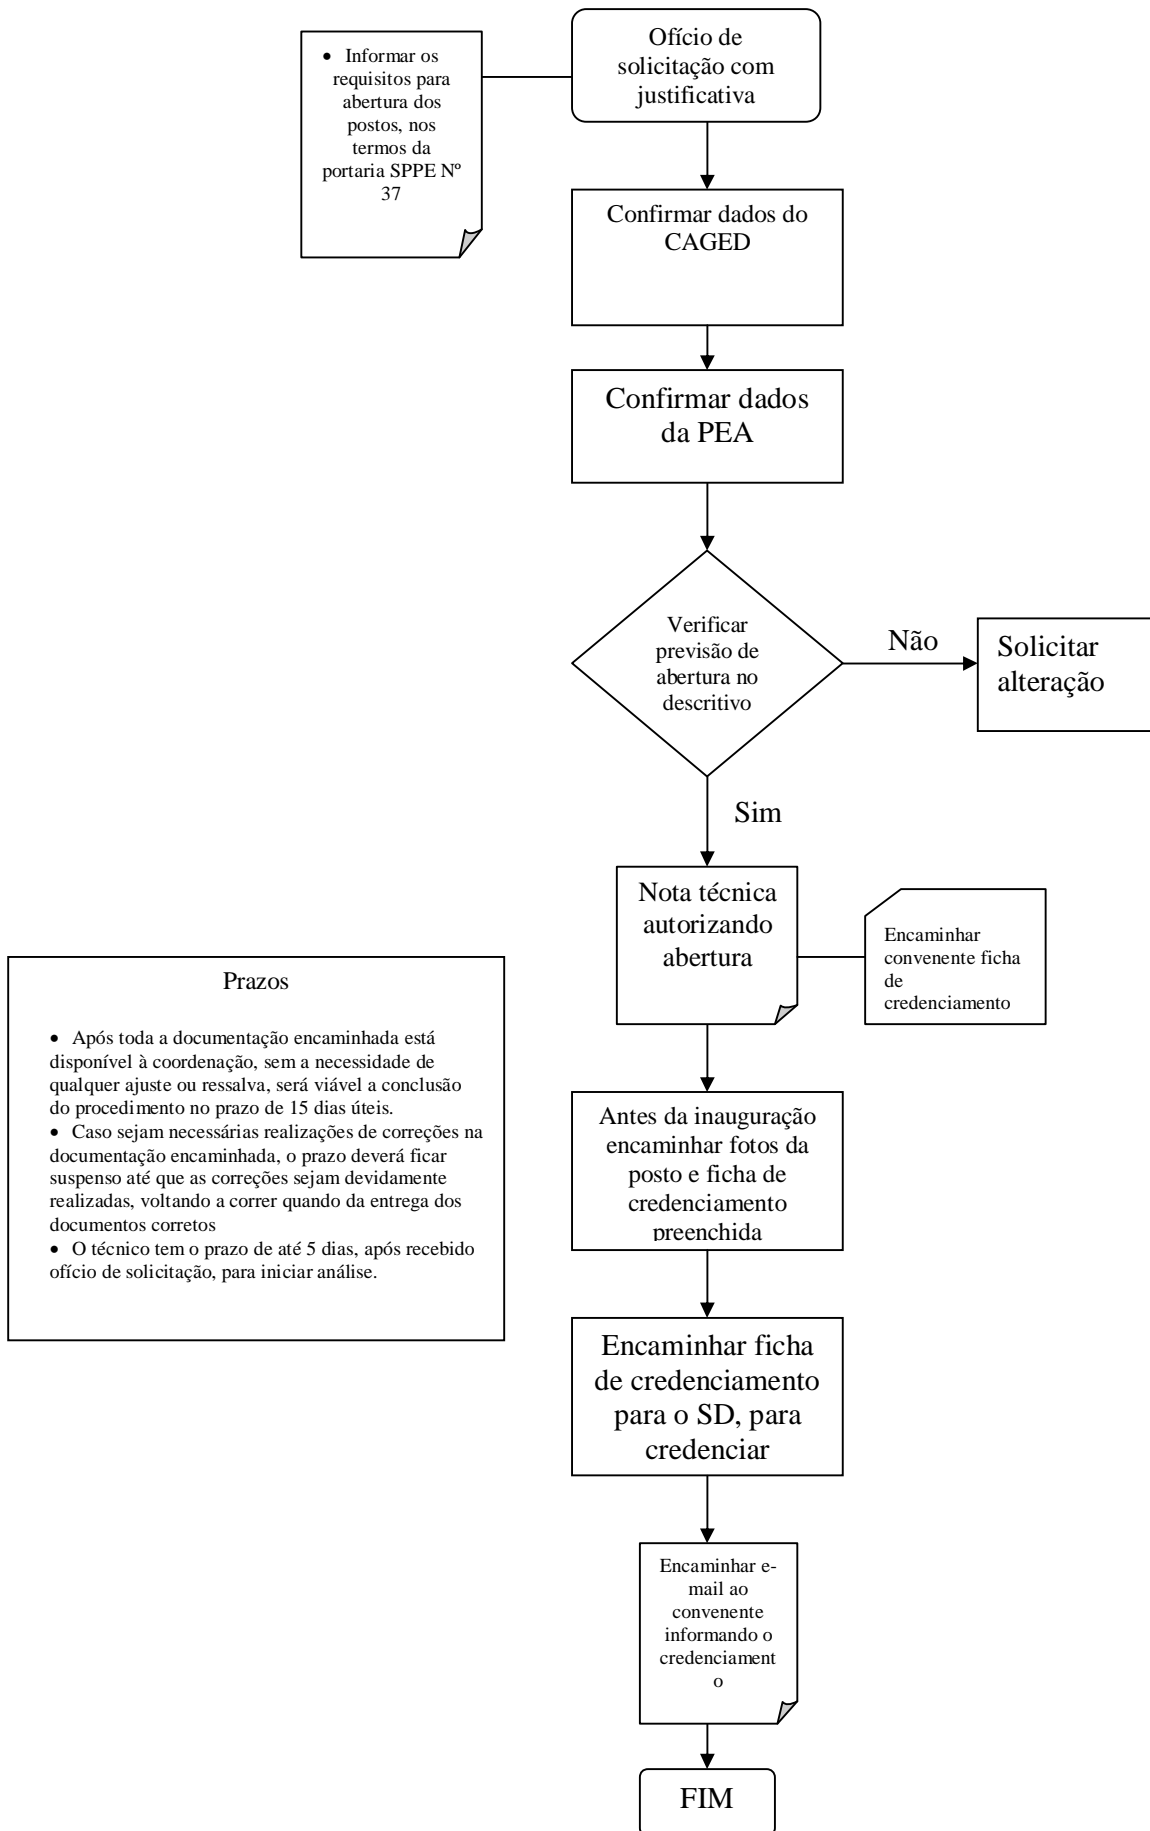 Ofício de
solicitação com
justificativa
• Informar os
requisitos para
abertura dos
postos, nos
termos da
portaria SPPE Nº
37
Confirmar dados do
CAGED
Confirmar dados
da PEA
Verificar
previsão de
abertura no
descritivo
Não
Solicitar
alteração
Sim
Nota técnica
autorizando
abertura
Encaminhar
convenente ficha
de
credenciamento
Prazos
• Após toda a documentação encaminhada está
disponível à coordenação, sem a necessidade de
qualquer ajuste ou ressalva, será viável a conclusão
do procedimento no prazo de 15 dias úteis.
• Caso sejam necessárias realizações de correções na
documentação encaminhada, o prazo deverá ficar
suspenso até que as correções sejam devidamente
realizadas, voltando a correr quando da entrega dos
documentos corretos
• O técnico tem o prazo de até 5 dias, após recebido
ofício de solicitação, para iniciar análise.
Antes da inauguração
encaminhar fotos da
posto e ficha de
credenciamento
preenchida
Encaminhar ficha
de credenciamento
para o SD, para
credenciar
Encaminhar e-
mail ao
convenente
informando o
credenciament
o
FIM